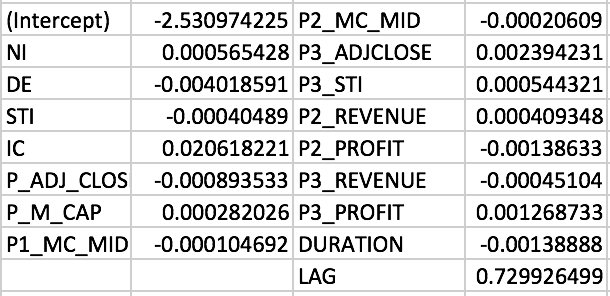 (Intercept) -2.530974225 P2_MC_MID -0.00020609
NI 0.000565428 P3_ADJCLOSE 0.002394231
DE -0.004018591 P3_STI 0.000544321
STI -0.00040489 P2_REVENUE 0.000409348
IC 0.020618221 P2_PROFIT -0.00138633
P_ADJ_CLOS -0.000893533 P3_REVENUE -0.00045104
P_M_CAP 0.000282026 P3_PROFIT 0.001268733
P1_MC_MID -0.000104692 DURATION -0.00138888
LAG 0.729926499